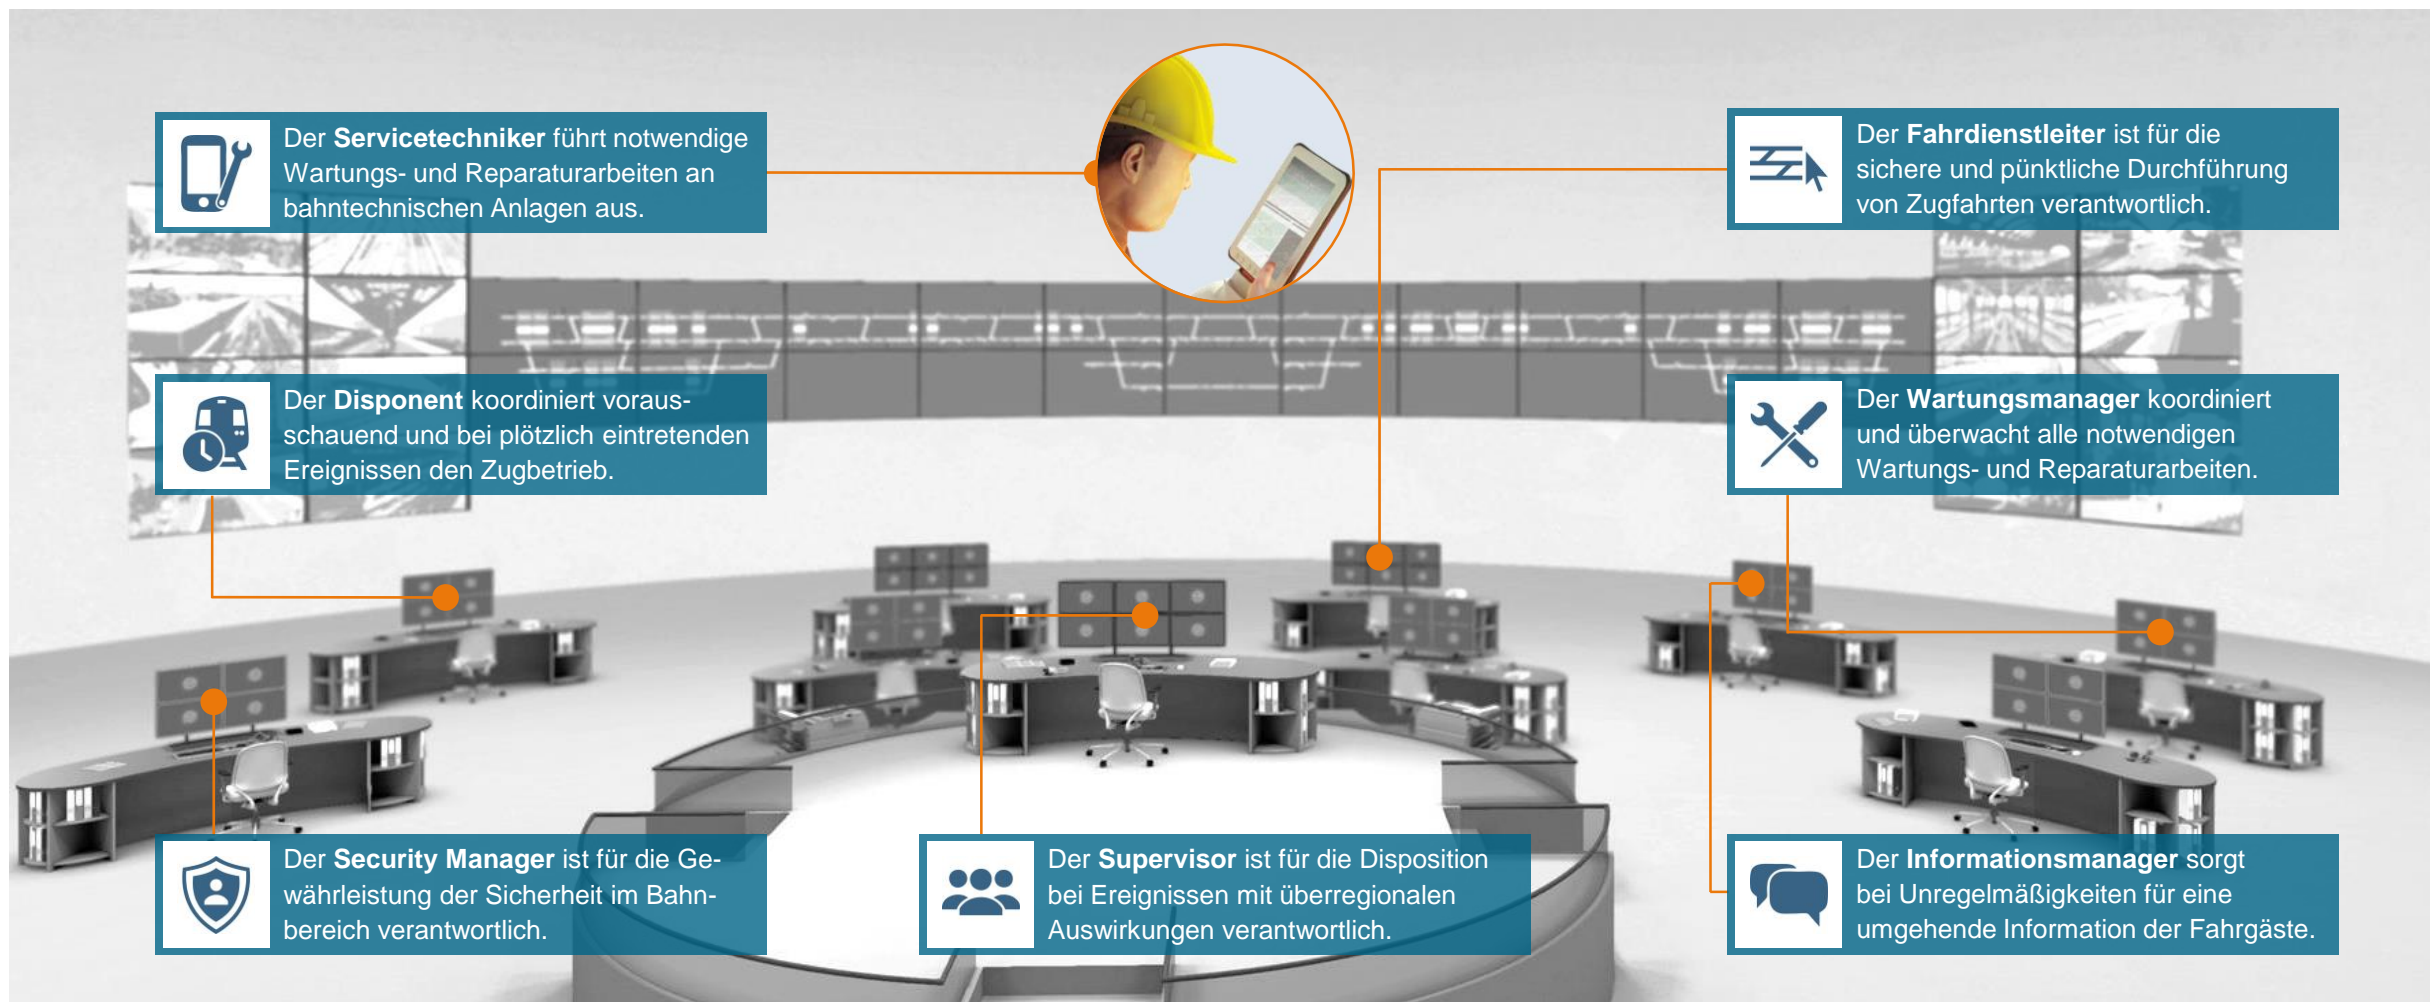 Der Servicetechniker führt notwendige
Wartungs- und Reparaturarbeiten an
bahntechnischen Anlagen aus.
Der Fahrdienstleiter ist für die
sichere und pünktliche Durchführung
von Zugfahrten verantwortlich.
Der Disponent koordiniert voraus-
schauend und bei plötzlich eintretenden
Ereignissen den Zugbetrieb.
Der Wartungsmanager koordiniert
und überwacht alle notwendigen
Wartungs- und Reparaturarbeiten.
Der Security Manager ist für die Ge-
währleistung der Sicherheit im Bahn-
bereich verantwortlich.
Der Supervisor ist für die Disposition
bei Ereignissen mit überregionalen
Auswirkungen verantwortlich.
Der Informationsmanager sorgt
bei Unregelmäßigkeiten für eine
umgehende Information der Fahrgäste.